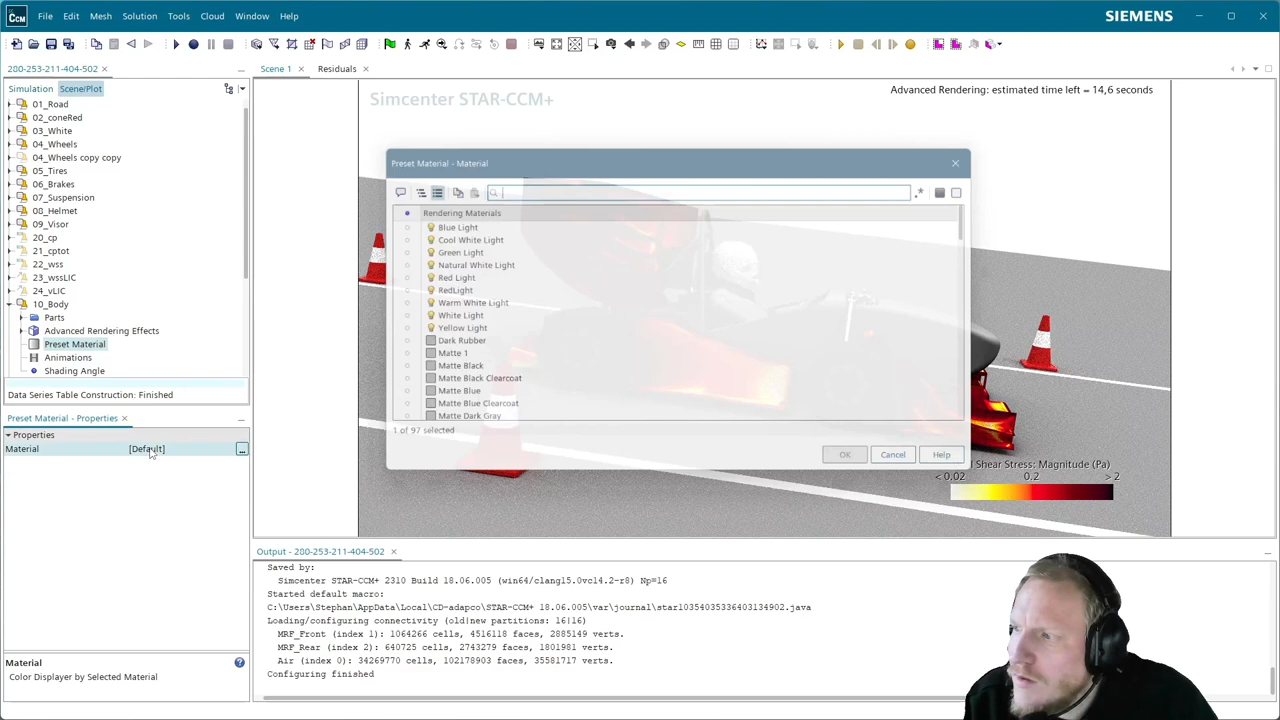 CCM
File Edit Mesh Solution Tools Cloud Window Help
SIEMENS
280-253-211-404-502
Scene 1
Residuals
Simulation
Scene/Plot
01_Road
02_coneRed
03_White
04_Wheels
04_Wheels copy copy
05_Tires
06_Brakes
07_Suspension
08_Helmet
09_Visor
20_cp
21_cptot
22_wss
23_wssLIC
24_vLIC
10_Body
Parts
Advanced Rendering Effects
Preset Material
Animations
Shading Angle
Data Series Table Construction: Finished
Preset Material - Properties
Properties
Material [Default] ...
Material
Color Displayer by Selected Material
Simcenter STAR-CCM+
Advanced Rendering: estimated time left = 14,6 seconds
Preset Material - Material
Rendering Materials
Blue Light
Cool White Light
Green Light
Natural White Light
Red Light
RedLight
Warm White Light
White Light
Yellow Light
Dark Rubber
Matte 1
Matte Black
Matte Black Clearcoat
Matte Blue
Matte Blue Clearcoat
Matte Dark Gray
1 of 97 selected
OK Cancel Help
Shear Stress: Magnitude (Pa)
< 0.02 0.2 > 2
Output - 280-253-211-404-502
Saved by:
Simcenter STAR-CCM+ 2310 Build 18.06.005 (win64/clang15.0vc14.2-r8) Np=16
Started default macro:
C:\Users\Stephan\AppData\Local\CD-adapco\STAR-CCM+ 18.06.005\var\journal\star10354035336403134902.java
Loading/configuring connectivity (old|new partitions: 16|16)
MRF_Front (index 1): 1064266 cells, 4516118 faces, 2885149 verts.
MRF_Rear (index 2): 640725 cells, 2743279 faces, 1801981 verts.
Air (index 0): 34269770 cells, 102178903 faces, 35581717 verts.
Configuring finished